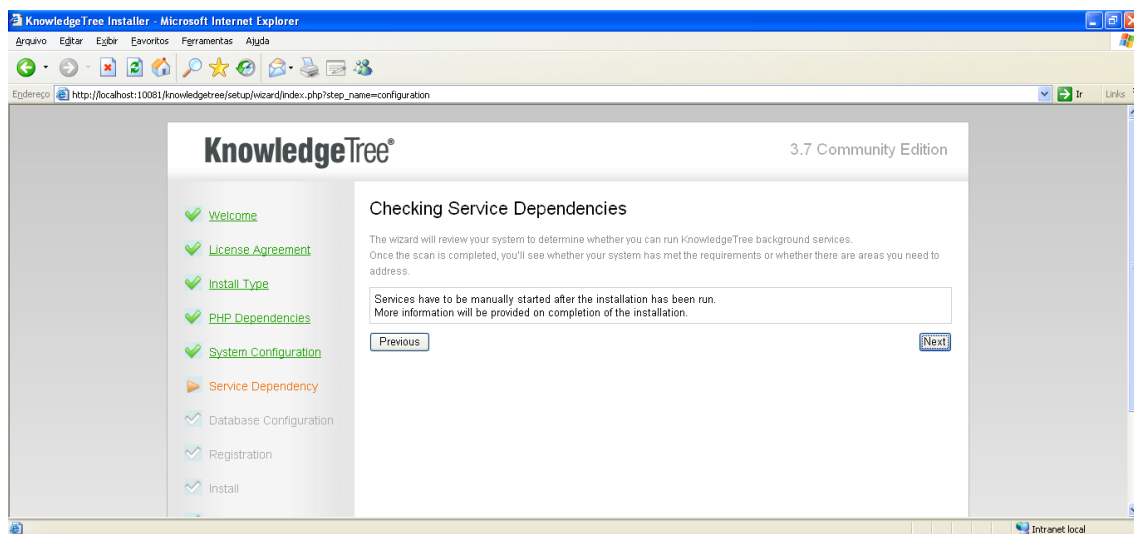 KnowledgeTree Installer - Microsoft Internet Explorer
Arquivo Editar Exibir Favoritos Ferramentas Ajuda
Endereço http://localhost:10081/knowledgetree/setup/wizard/index.php?step_name=configuration Ir Links
KnowledgeTree® 3.7 Community Edition
Welcome
License Agreement
Install Type
PHP Dependencies
System Configuration
Service Dependency
Database Configuration
Registration
Install
Checking Service Dependencies
The wizard will review your system to determine whether you can run KnowledgeTree background services.
Once the scan is completed, you'll see whether your system has met the requirements or whether there are areas you need to
address.
Services have to be manually started after the installation has been run.
More information will be provided on completion of the installation.
Previous Next
Intranet local